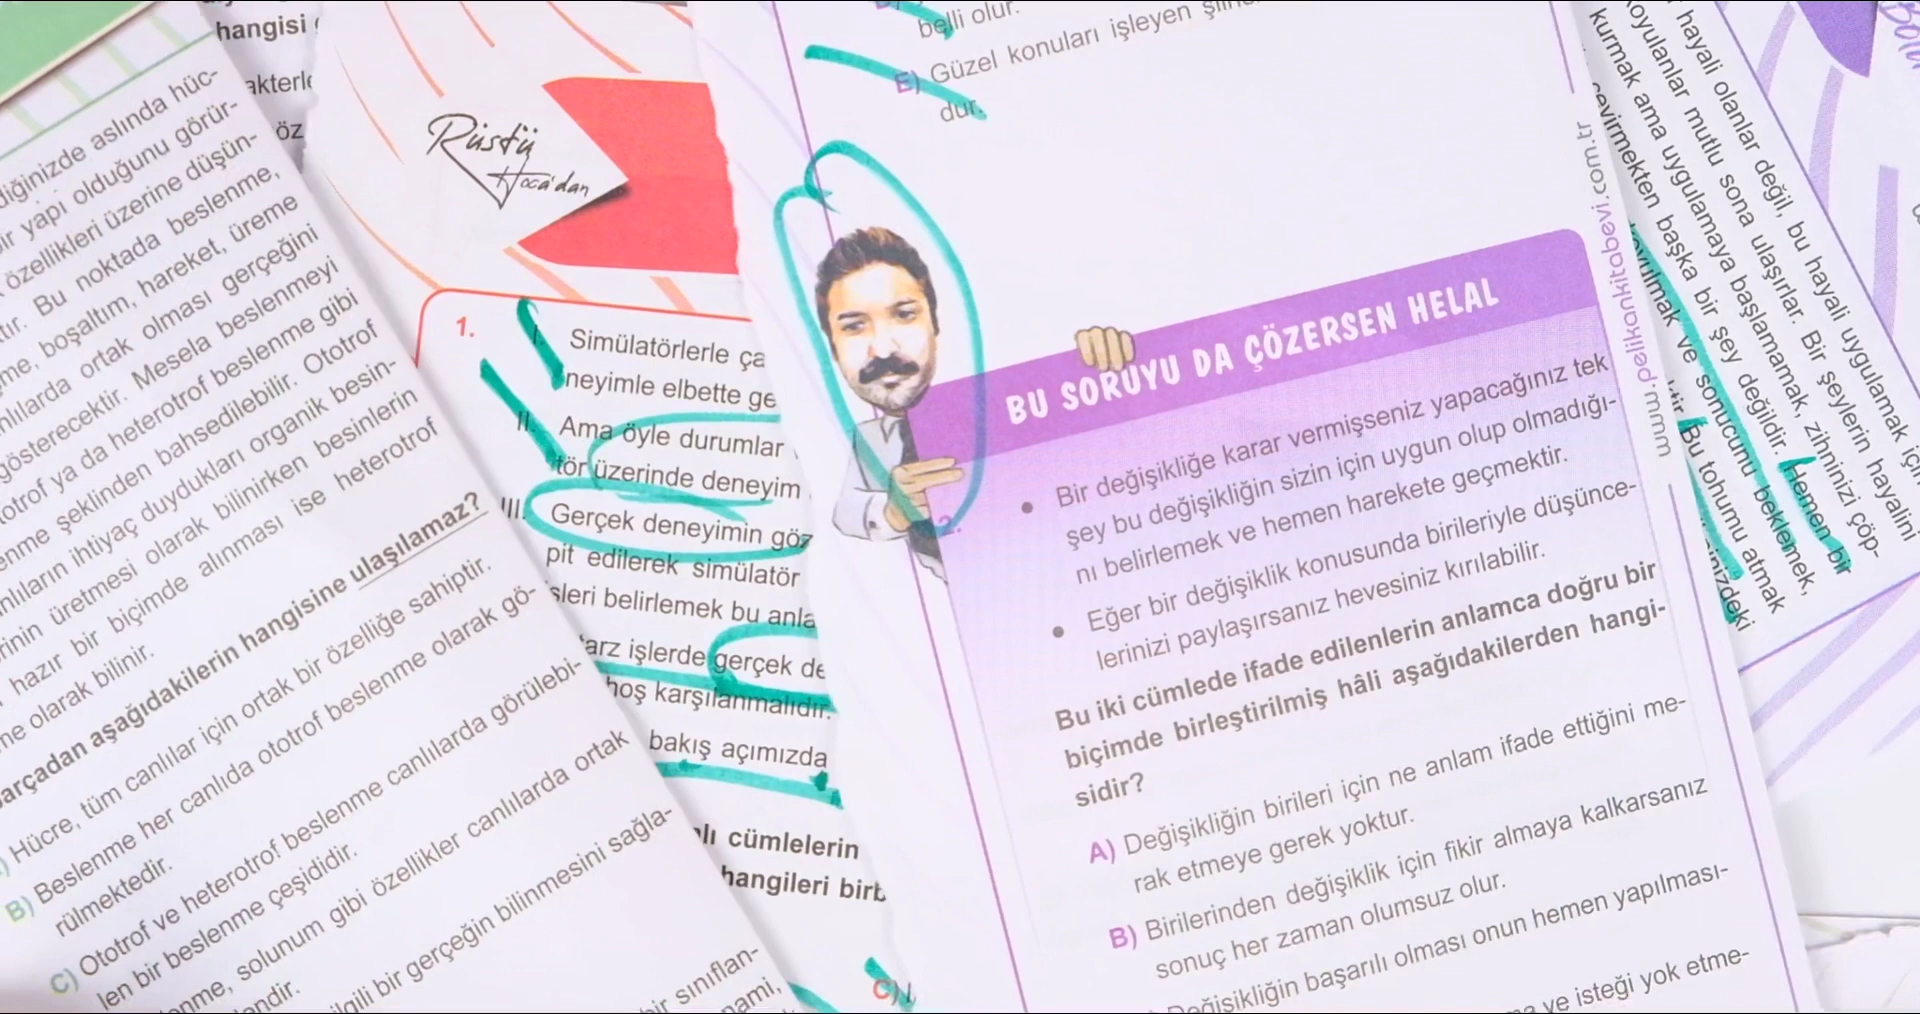 hangisi
diğinizde aslında hüc-
ir yapı olduğunu görür-
özellikleri üzerine düşün-
tır. Bu noktada beslenme,
me, boşaltım, hareket, üreme
nlılarda ortak olması gerçeğini
gösterecektir. Mesela beslenmeyi
totrof ya da heterotrof beslenme gibi
enme şeklinden bahsedilebilir. Ototrof
nlıların ihtiyaç duydukları organik besin-
rinin üretmesi olarak bilinirken besinlerin
hazır bir biçimde alınması ise heterotrof
me olarak bilinir.
arçadan aşağıdakilerin hangisine ulaşılamaz?
Hücre, tüm canlılar için ortak bir özelliğe sahiptir.
B) Beslenme her canlıda ototrof beslenme olarak gö-
rülmektedir.
C) Ototrof ve heterotrof beslenme canlılarda görülebi-
len bir beslenme çeşididir.
enme, solunum gibi özellikler canlılarda ortak
endir.
ilgili bir gerçeğin bilinmesini sağla-
bir sınıflan-
nami,
akterle
öz
Rüştü
Hoca'dan
1.
I. Simülatörlerle ça
neyimle elbette ge
II. Ama öyle durumlar
tör üzerinde deneyim
III. Gerçek deneyimin göz
pit edilerek simülatör
sleri belirlemek bu anla
tarz işlerde gerçek de
hoş karşılanmalıdır.
bakış açımızda
lı cümlelerin
hangileri birb
C)
belli olur.
E) Güzel konuları işleyen
dur.
BU SORUYU DA ÇÖZERSEN HELAL
2.
• Bir değişikliğe karar vermişseniz yapacağınız tek
şey bu değişikliğin sizin için uygun olup olmadığı-
nı belirlemek ve hemen harekete geçmektir.
• Eğer bir değişiklik konusunda birileriyle düşünce-
lerinizi paylaşırsanız hevesiniz kırılabilir.
Bu iki cümlede ifade edilenlerin anlamca doğru bir
biçimde birleştirilmiş hâli aşağıdakilerden hangi-
sidir?
A) Değişikliğin birileri için ne anlam ifade ettiğini me-
rak etmeye gerek yoktur.
B) Birilerinden değişiklik için fikir almaya kalkarsanız
sonuç her zaman olumsuz olur.
Değişikliğin başarılı olması onun hemen yapılması-
ve isteği yok etme-
www.pelikankitabevi.com.tr
hayali olanlar değil, bu hayali uygulamak için
koyulanlar mutlu sona ulaşırlar. Bir şeylerin hayalini
kurmak ama uygulamaya başlamamak, zihninizi çöp-
çevirmekten başka bir şey değildir. Hemen bir
koyulmak ve sonucunu beklemek,
Bu tohumu atmak